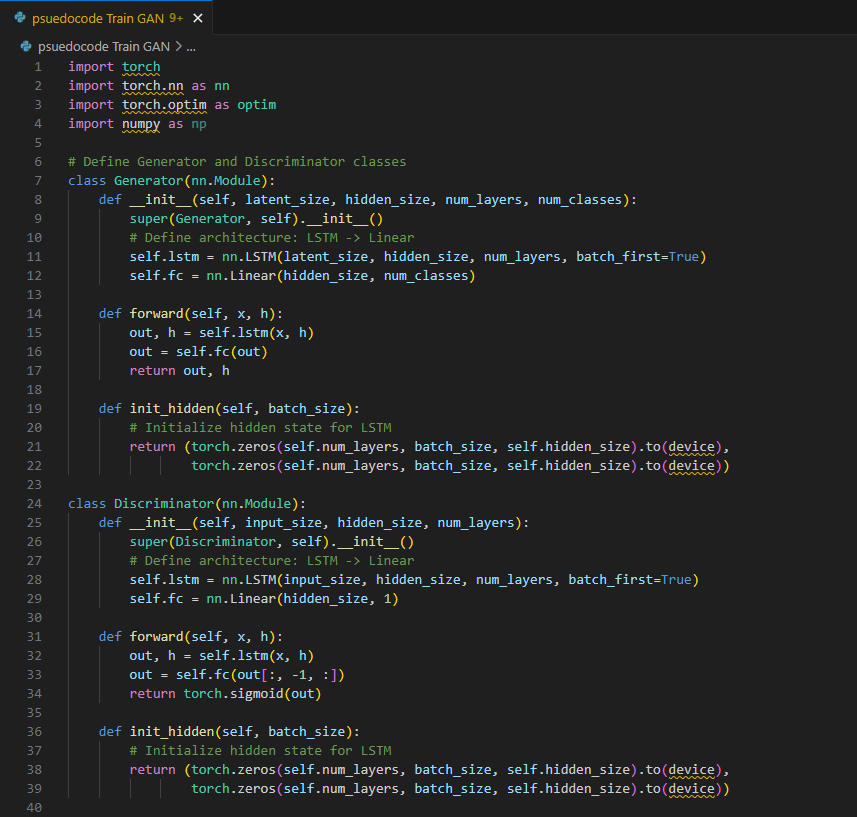 psuedocode Train GAN 9+ ×
psuedocode Train GAN > ...
1 import torch
2 import torch.nn as nn
3 import torch.optim as optim
4 import numpy as np
5
6 # Define Generator and Discriminator classes
7 class Generator(nn.Module):
8     def __init__(self, latent_size, hidden_size, num_layers, num_classes):
9         super(Generator, self).__init__()
10         # Define architecture: LSTM -> Linear
11         self.lstm = nn.LSTM(latent_size, hidden_size, num_layers, batch_first=True)
12         self.fc = nn.Linear(hidden_size, num_classes)
13
14     def forward(self, x, h):
15         out, h = self.lstm(x, h)
16         out = self.fc(out)
17         return out, h
18
19     def init_hidden(self, batch_size):
20         # Initialize hidden state for LSTM
21         return (torch.zeros(self.num_layers, batch_size, self.hidden_size).to(device),
22                 torch.zeros(self.num_layers, batch_size, self.hidden_size).to(device))
23
24 class Discriminator(nn.Module):
25     def __init__(self, input_size, hidden_size, num_layers):
26         super(Discriminator, self).__init__()
27         # Define architecture: LSTM -> Linear
28         self.lstm = nn.LSTM(input_size, hidden_size, num_layers, batch_first=True)
29         self.fc = nn.Linear(hidden_size, 1)
30
31     def forward(self, x, h):
32         out, h = self.lstm(x, h)
33         out = self.fc(out[:, -1, :])
34         return torch.sigmoid(out)
35
36     def init_hidden(self, batch_size):
37         # Initialize hidden state for LSTM
38         return (torch.zeros(self.num_layers, batch_size, self.hidden_size).to(device),
39                 torch.zeros(self.num_layers, batch_size, self.hidden_size).to(device))
40